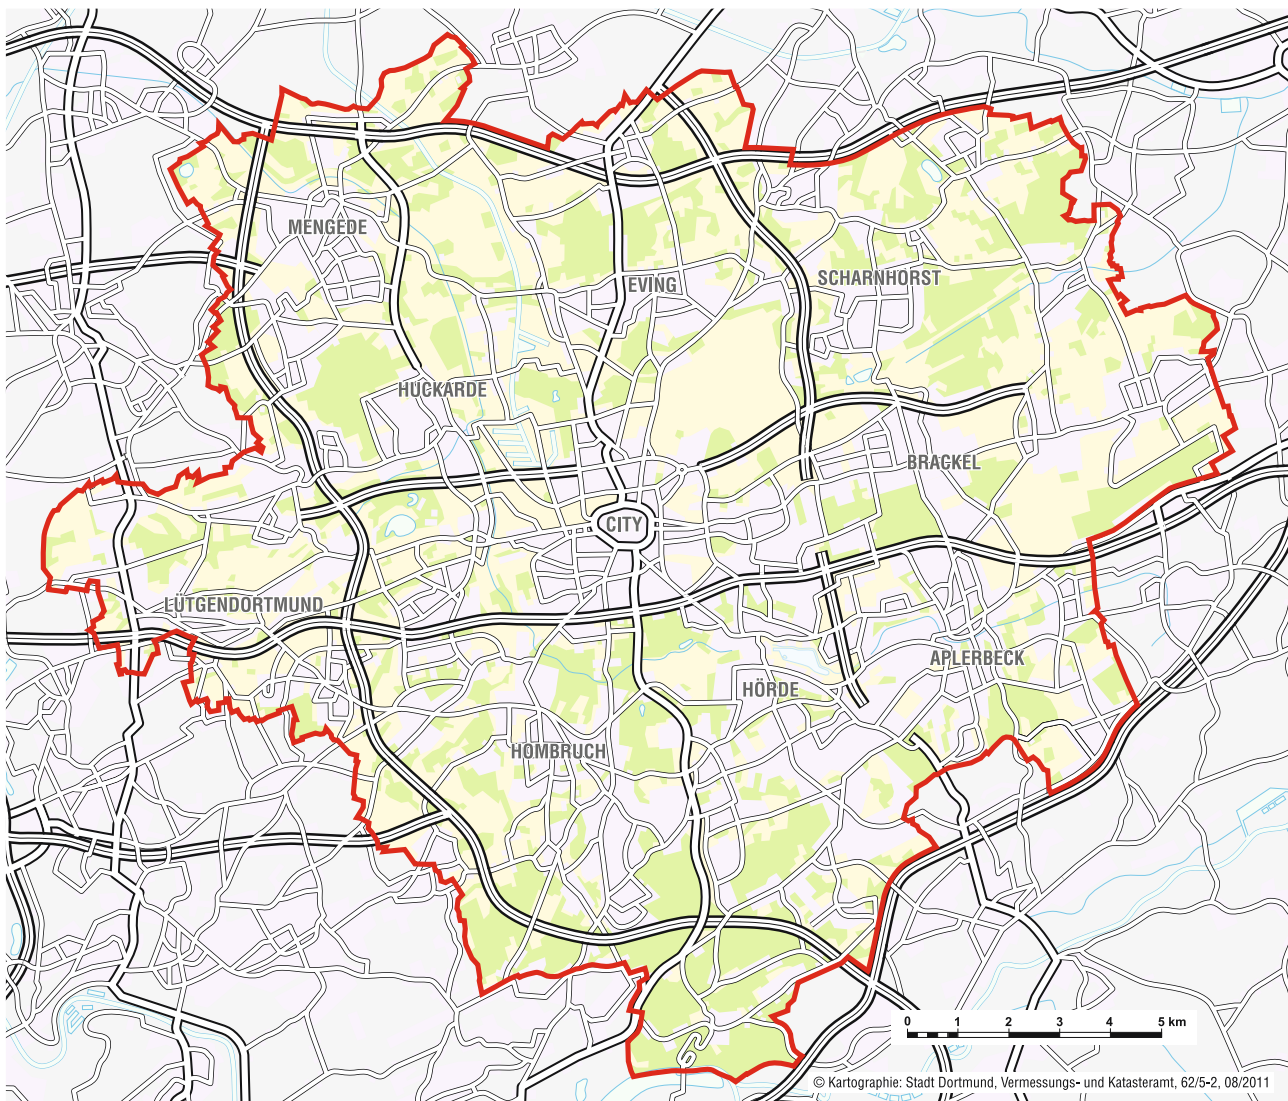 MENGEDE
EVING
SCHARNHORST
HUCKARDE
BRACKEL
CITY
LÜTGENDORTMUND
APLERBECK
HÖRDE
HOMBRUCH
0 1 2 3 4 5 km
© Kartographie: Stadt Dortmund, Vermessungs- und Katasteramt, 62/5-2, 08/2011